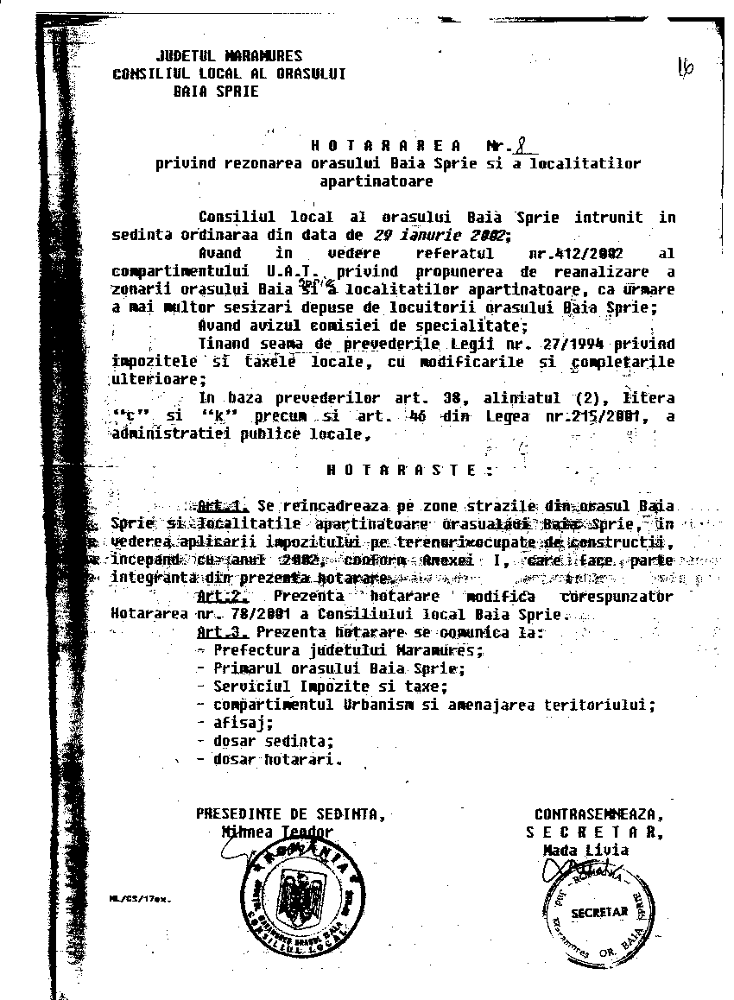 JUDETUL MARAMURES
CONSILIUL LOCAL AL ORASULUI
BAIA SPRIE
16
H O T A R A R E A Nr. 8
privind rezonarea orasului Baia Sprie si a localitatilor
apartinatoare
Consiliul local al orasului Baia Sprie intrunit in
sedinta ordinaraa din data de 29 ianurie 2002;
Avand in vedere referatul nr.412/2002 al
compartimentului U.A.T. privind propunerea de reanalizare a
zonarii orasului Baia Sprie si a localitatilor apartinatoare, ca urmare
a mai multor sesizari depuse de locuitorii orasului Baia Sprie;
Avand avizul comisiei de specialitate;
Tinand seama de prevederile Legii nr. 27/1994 privind
impozitele si taxele locale, cu modificarile si completarile
ulterioare;
In baza prevederilor art. 38, aliniatul (2), litera
"c" si "k" precum si art. 46 din Legea nr.215/2001, a
administratiei publice locale,
H O T A R A S T E :
Art.1. Se reincadreaza pe zone strazile din orasul Baia
Sprie si localitatile apartinatoare Baia Sprie, in
vederea aplicarii impozitului pe ocupate de constructii,
incepand cu anul 2002, conform Anexei I, care face parte
integranta din prezenta hotarare.
Art.2. Prezenta hotarare modifica corespunzator
Hotararea nr. 78/2001 a Consiliului local Baia Sprie.
Art.3. Prezenta hotarare se comunica la:
- Prefectura judetului Maramures;
- Primarul orasului Baia Sprie;
- Serviciul Impozite si taxe;
- compartimentul Urbanism si amenajarea teritoriului;
- afisaj;
- dosar sedinta;
- dosar hotarari.
PRESEDINTE DE SEDINTA,
Mihnea Teodor
CONTRASEMNEAZA,
S E C R E T A R,
Mada Livia
ML/CS/17ex.
ROMANIA
CONSILIUL LOCAL
ROMANIA
Jud Maramures
OR. BAIA Sprie
SECRETAR